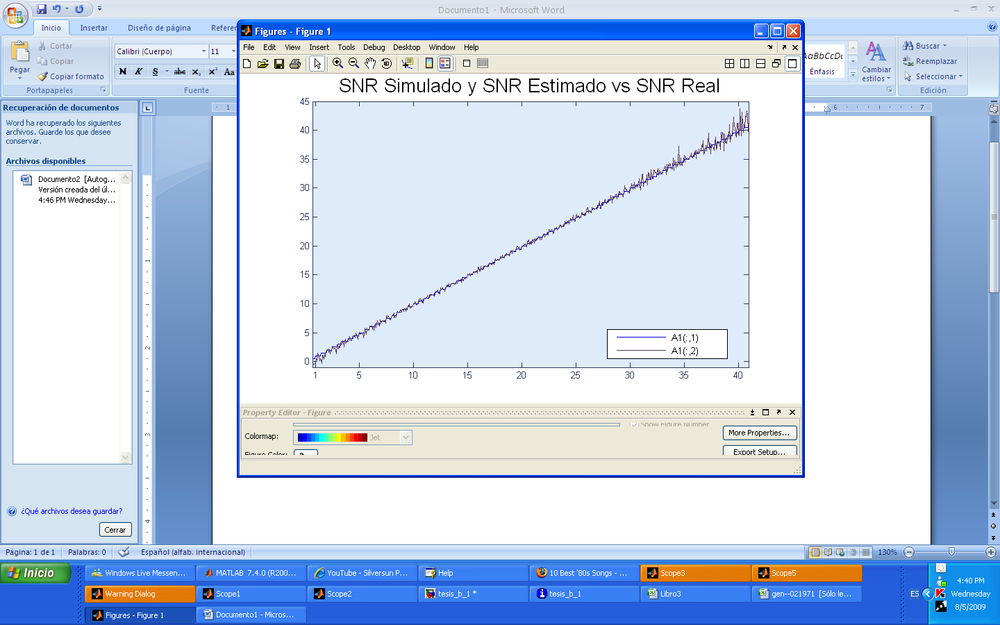 Documento1 - Microsoft Word
Inicio
Insertar
Diseño de página
Referen
Pegar
Cortar
Copiar
Copiar formato
Portapapeles
Calibri (Cuerpo)
11
N K S abc x₂ x² Aa
Fuente
AaBbCcDc
Énfasis
Cambiar
estilos
Buscar
Reemplazar
Seleccionar
Edición
Recuperación de documentos
Word ha recuperado los siguientes
archivos. Guarde los que desee
conservar.
Archivos disponibles
Documento2 [Autog...
Versión creada del úl...
4:46 PM Wednesday...
¿Qué archivos desea guardar?
Cerrar
L
1
6
7
1
2
3
4
Figures - Figure 1
File Edit View Insert Tools Debug Desktop Window Help
SNR Simulado y SNR Estimado vs SNR Real
45
40
35
30
25
20
15
10
5
0
1 5 10 15 20 25 30 35 40
A1(:,1)
A1(:,2)
Property Editor - Figure
Show Figure Number
Colormap:
Jet
More Properties...
Figure Color:
Export Setup...
Página: 1 de 1
Palabras: 0
Español (alfab. internacional)
130%
Inicio
Windows Live Messen...
MATLAB 7.4.0 (R200...
YouTube - Silversun P...
Help
10 Best '80s Songs - ...
Scope3
Scope5
Warning Dialog
Scope1
Scope2
tesis_b_1 *
tesis_b_1
Libro3
gen--021971 [Sólo le...
Figures - Figure 1
Documento1 - Micros...
ES
4:40 PM
Wednesday
8/5/2009